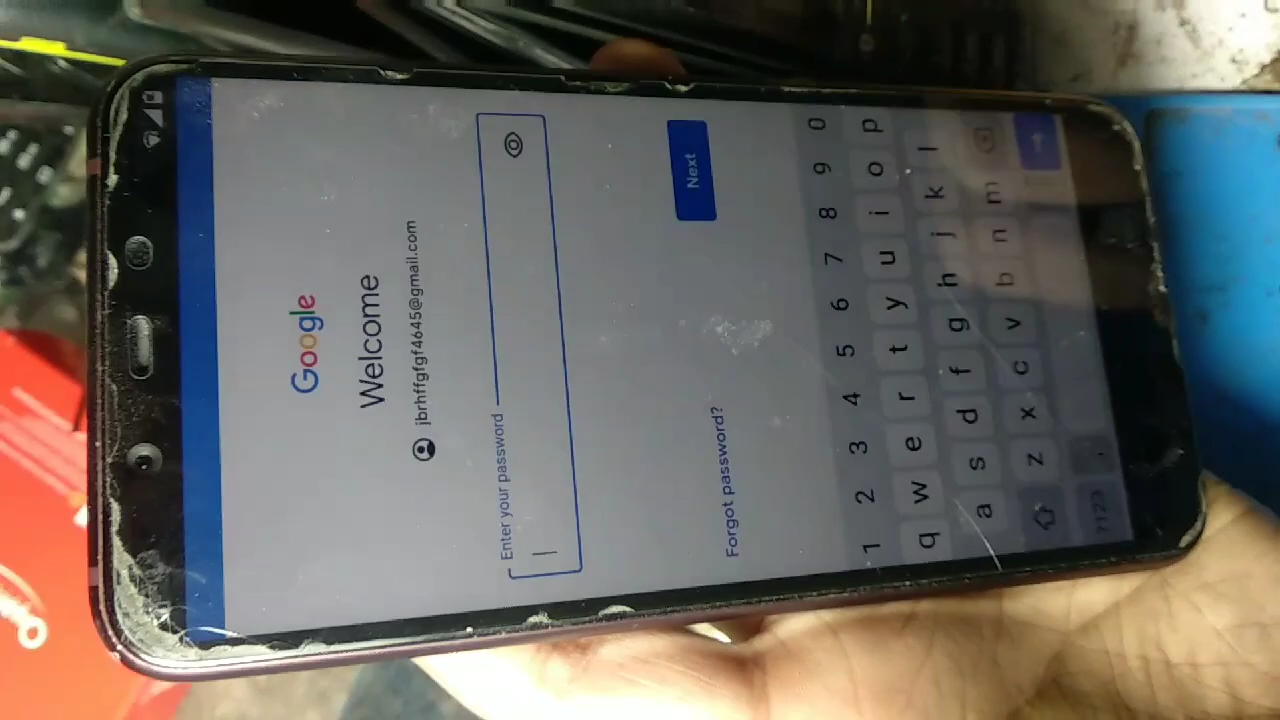 Google
Welcome
jbrhffgfgf4645@gmail.com
Enter your password
Next
Forgot password?
1 2 3 4 5 6 7 8 9 0
q w e r t y u i o p
a s d f g h j k l
z x c v b n m
?123 .